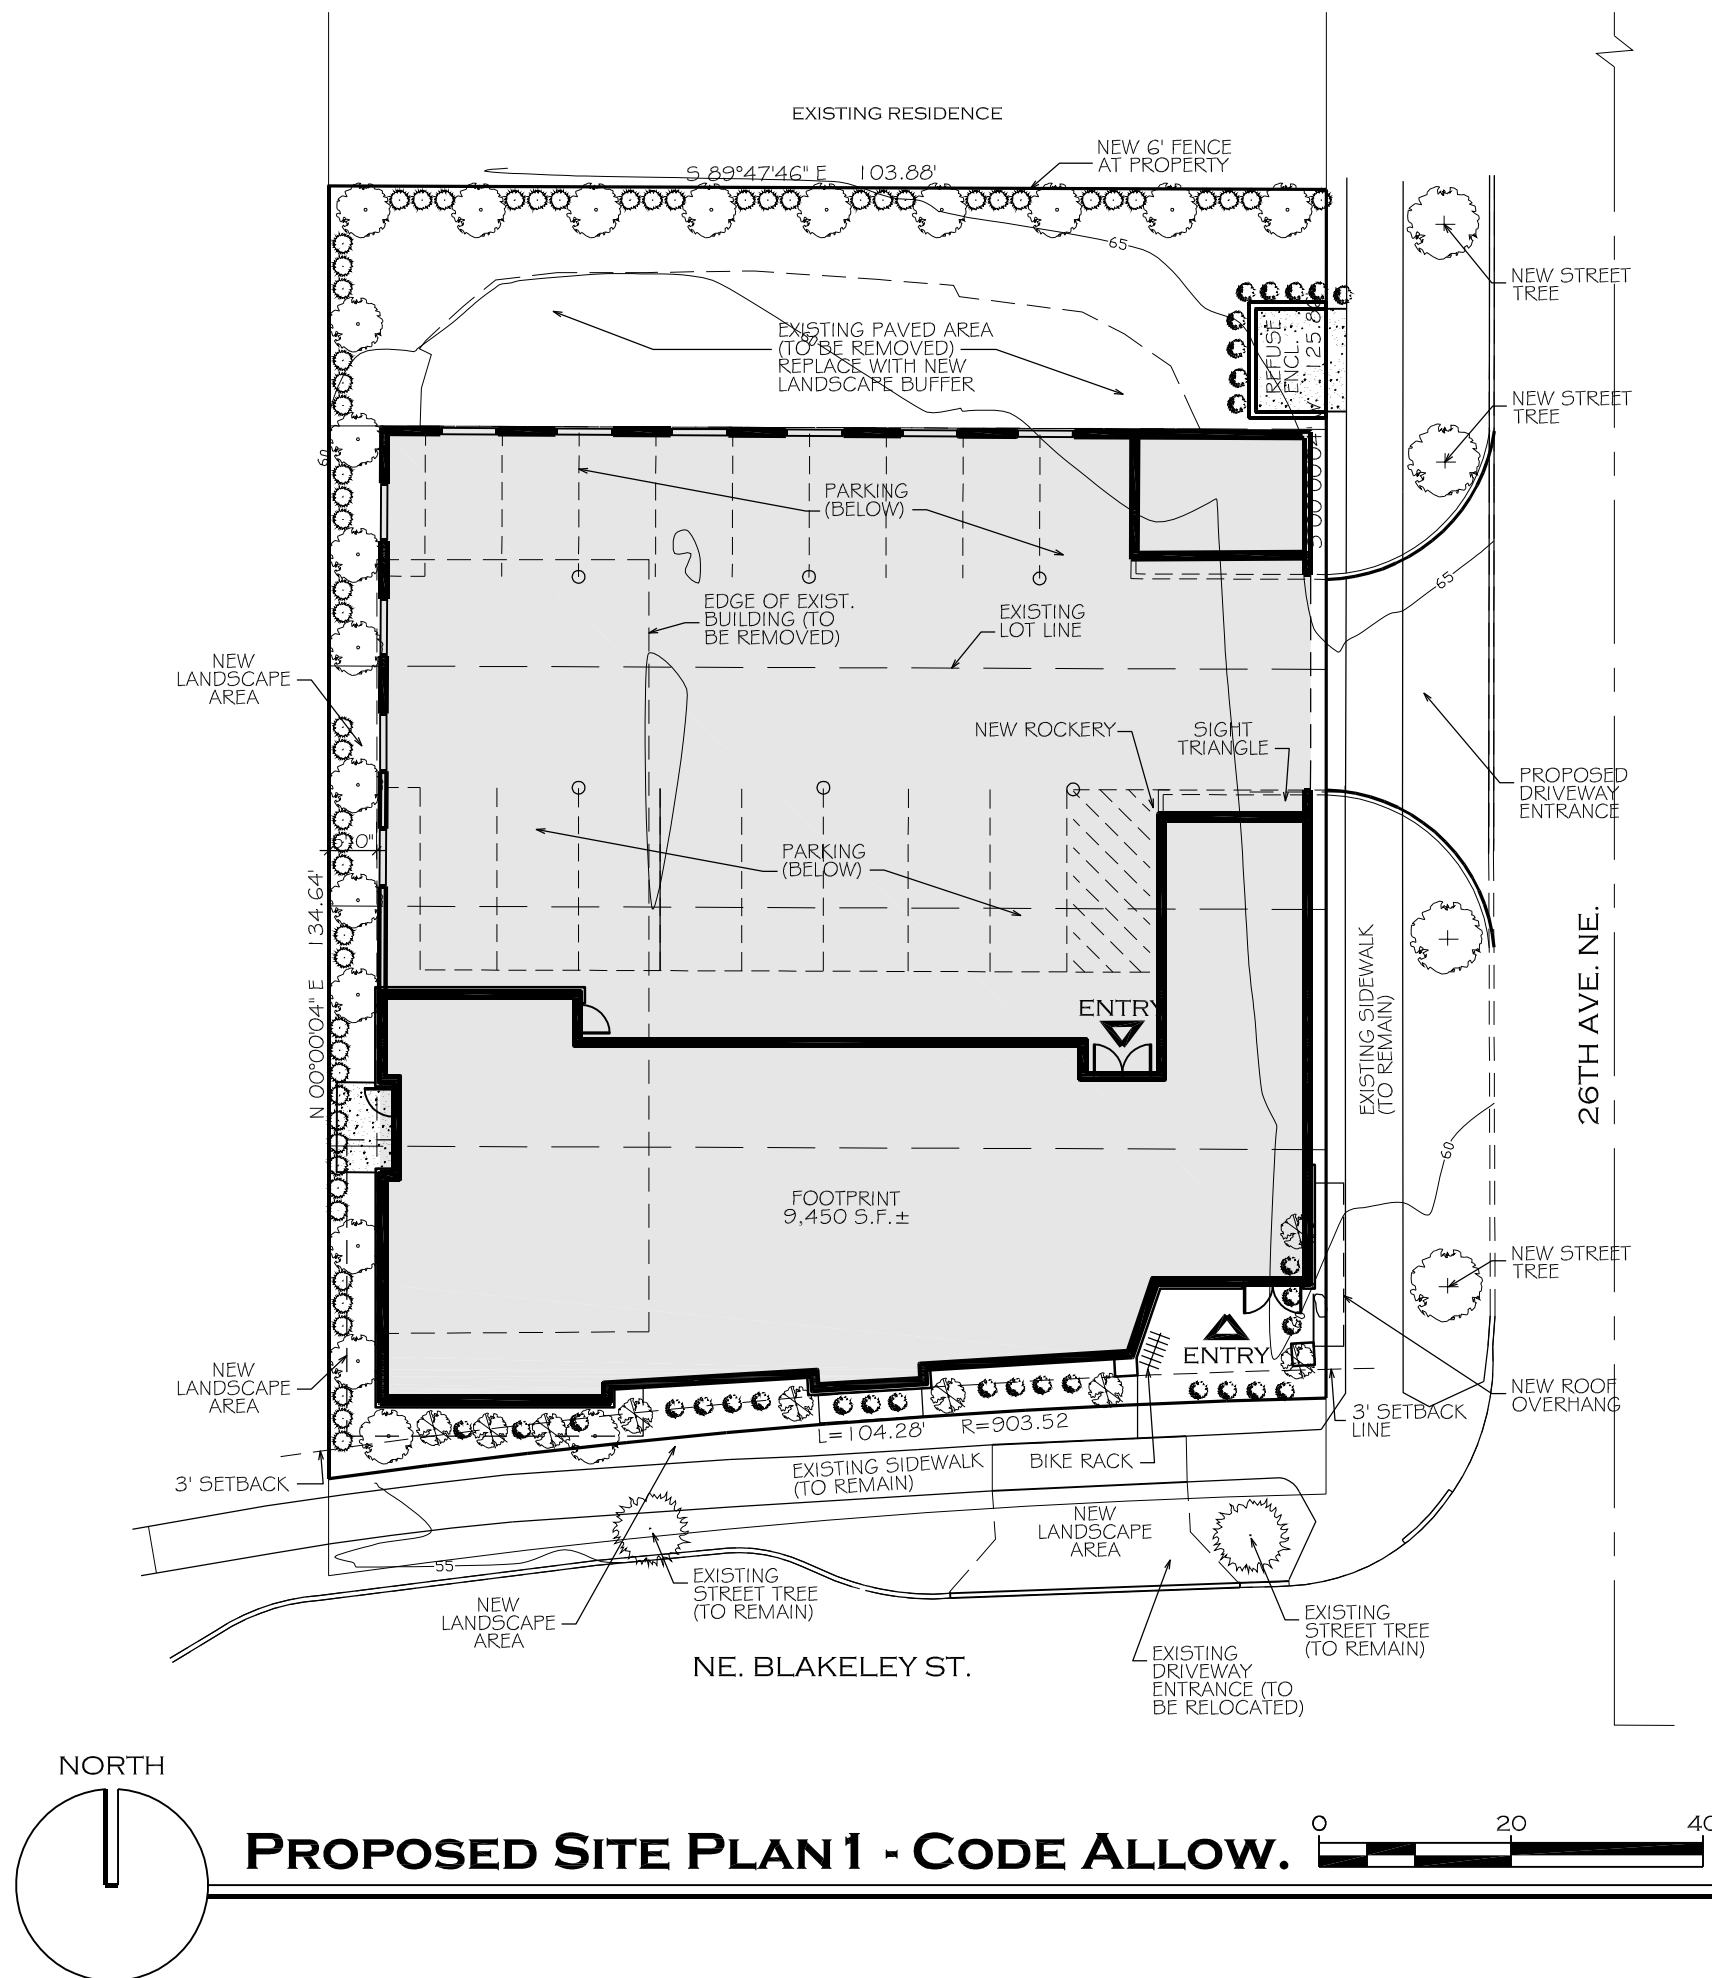 EXISTING RESIDENCE
NEW 6' FENCE
AT PROPERTY
S 89°47'46" E 103.88'
65
NEW STREET
TREE
EXISTING PAVED AREA
(TO BE REMOVED)
REPLACE WITH NEW
LANDSCAPE BUFFER
60
REFUSE
ENCL.
NEW STREET
TREE
60
PARKING
(BELOW)
65
EDGE OF EXIST.
BUILDING (TO
BE REMOVED)
EXISTING
LOT LINE
NEW
LANDSCAPE
AREA
NEW ROCKERY
SIGHT
TRIANGLE
PROPOSED
DRIVEWAY
ENTRANCE
PARKING
(BELOW)
N 00°00'04" E 134.64'
ENTRY
EXISTING SIDEWALK
(TO REMAIN)
26TH AVE. NE.
60
FOOTPRINT
9,450 S.F.±
NEW STREET
TREE
ENTRY
NEW
LANDSCAPE
AREA
NEW ROOF
OVERHANG
3' SETBACK
LINE
L=104.28' R=903.52
BIKE RACK
EXISTING SIDEWALK
(TO REMAIN)
3' SETBACK
NEW
LANDSCAPE
AREA
55
EXISTING
STREET TREE
(TO REMAIN)
NEW
LANDSCAPE
AREA
EXISTING
STREET TREE
(TO REMAIN)
EXISTING
DRIVEWAY
ENTRANCE (TO
BE RELOCATED)
NE. BLAKELEY ST.
NORTH
PROPOSED SITE PLAN 1 - CODE ALLOW.
0 20 40